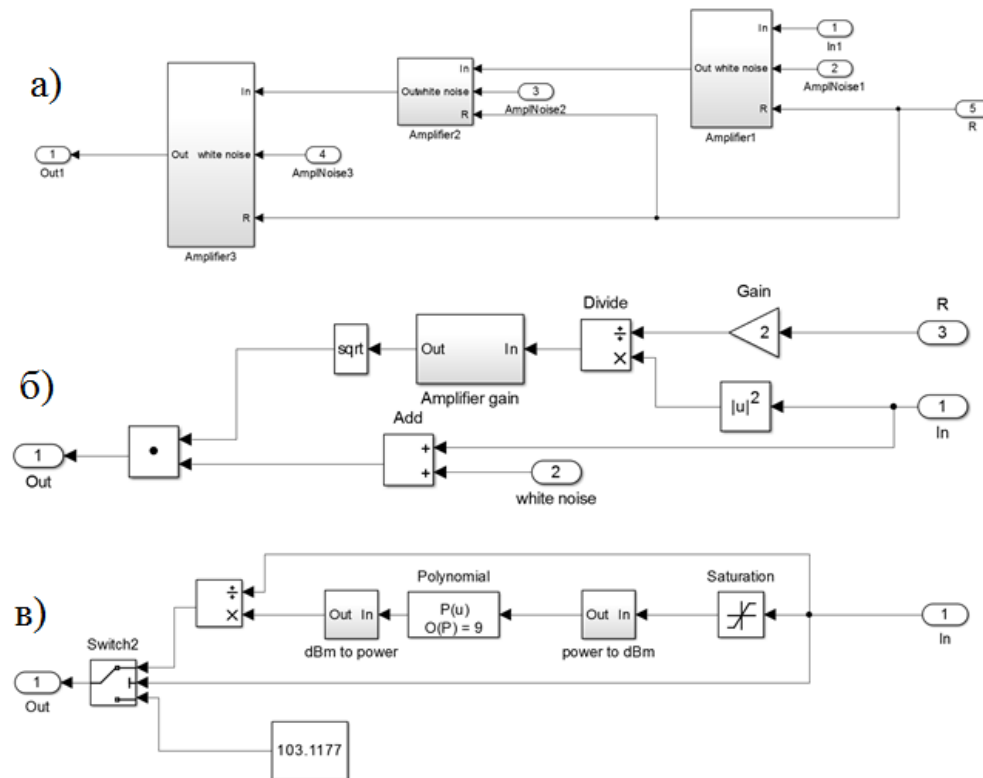 а)
In
1
In1
Out white noise
2
AmplNoise1
R
5
R
Amplifier1
In
Out
white noise
3
AmplNoise2
R
Amplifier2
In
1
Out1
Out
white noise
4
AmplNoise3
R
Amplifier3
б)
Gain
R
Divide
÷
×
2
3
sqrt
Out
In
Amplifier gain
|u|²
1
In
Add
+
+
1
Out
2
white noise
в)
Polynomial
Saturation
÷
×
Out In
P(u)
O(P) = 9
Out In
1
In
dBm to power
power to dBm
Switch2
1
Out
103.1177